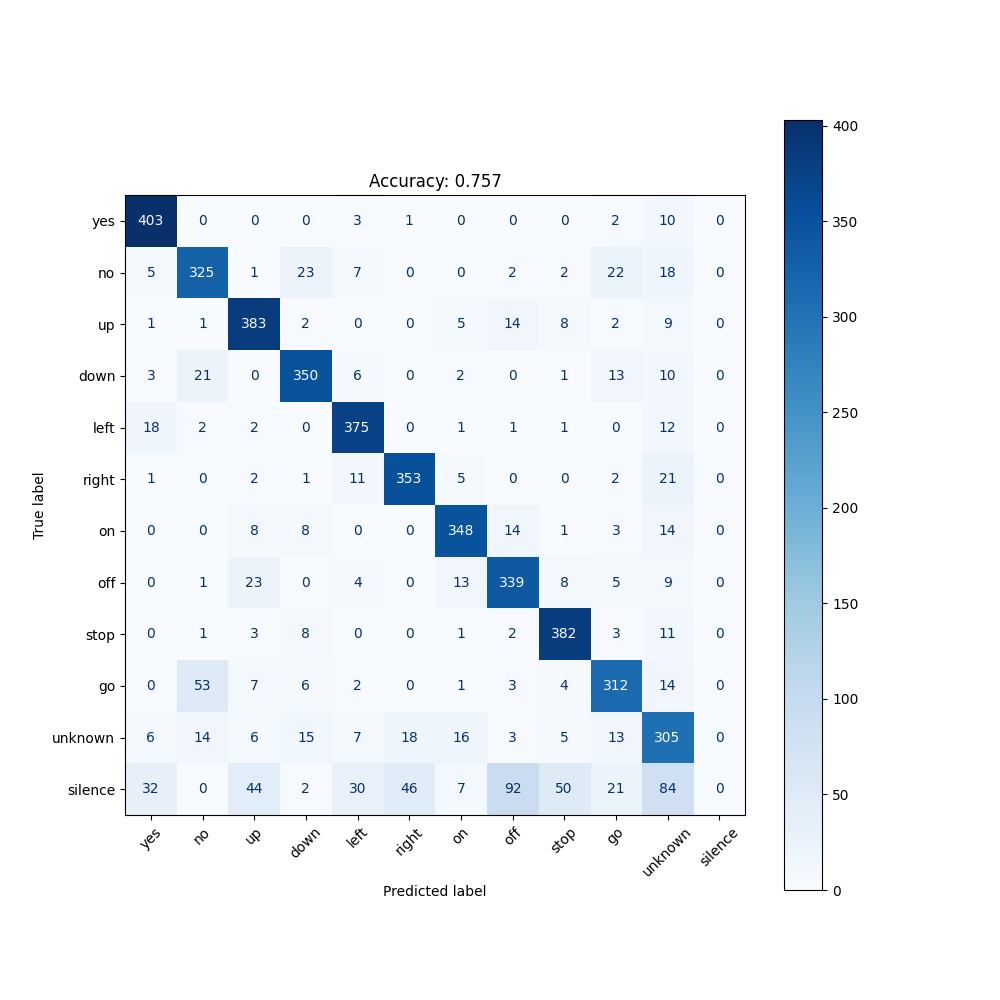 Accuracy: 0.757
yes 403 0 0 0 3 1 0 0 0 2 10 0
no 5 325 1 23 7 0 0 2 2 22 18 0
up 1 1 383 2 0 0 5 14 8 2 9 0
down 3 21 0 350 6 0 2 0 1 13 10 0
left 18 2 2 0 375 0 1 1 1 0 12 0
right 1 0 2 1 11 353 5 0 0 2 21 0
on 0 0 8 8 0 0 348 14 1 3 14 0
off 0 1 23 0 4 0 13 339 8 5 9 0
stop 0 1 3 8 0 0 1 2 382 3 11 0
go 0 53 7 6 2 0 1 3 4 312 14 0
unknown 6 14 6 15 7 18 16 3 5 13 305 0
silence 32 0 44 2 30 46 7 92 50 21 84 0
yes no up down left right on off stop go unknown silence
Predicted label
True label
400
350
300
250
200
150
100
50
0